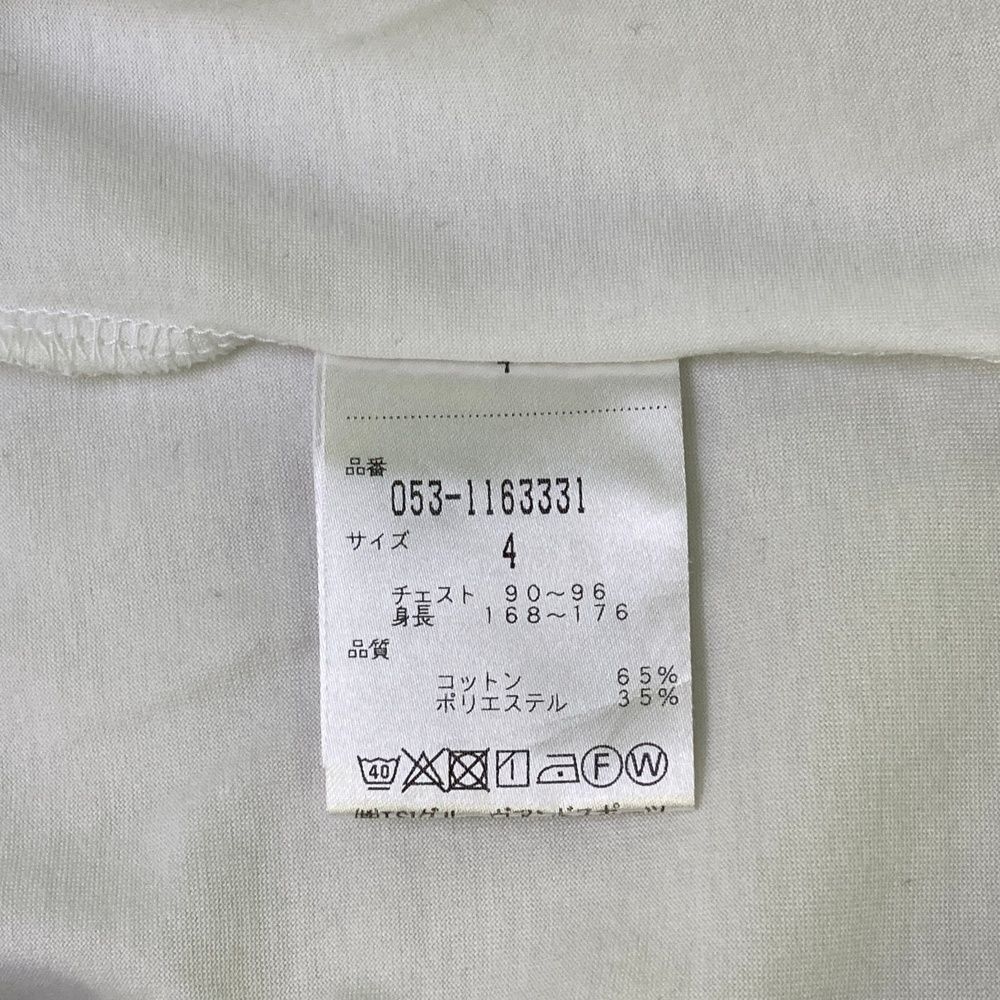 品番
053-1163331
サイズ 4
チェスト 90～96
身長 168～176
品質
コットン 65%
ポリエステル 35%
40 F W